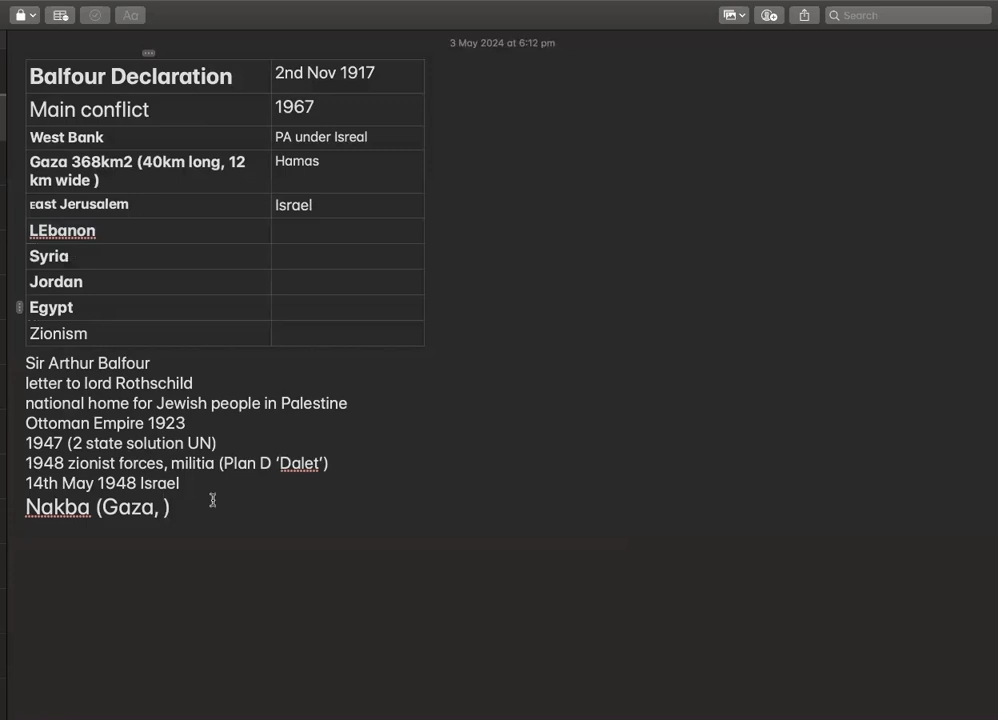 Aa
Search
3 May 2024 at 6:12 pm
Balfour Declaration 2nd Nov 1917
Main conflict 1967
West Bank PA under Isreal
Gaza 368km2 (40km long, 12 Hamas
km wide )
East Jerusalem Israel
LEbanon
Syria
Jordan
Egypt
Zionism
Sir Arthur Balfour
letter to lord Rothschild
national home for Jewish people in Palestine
Ottoman Empire 1923
1947 (2 state solution UN)
1948 zionist forces, militia (Plan D ‘Dalet’)
14th May 1948 Israel
Nakba (Gaza, )